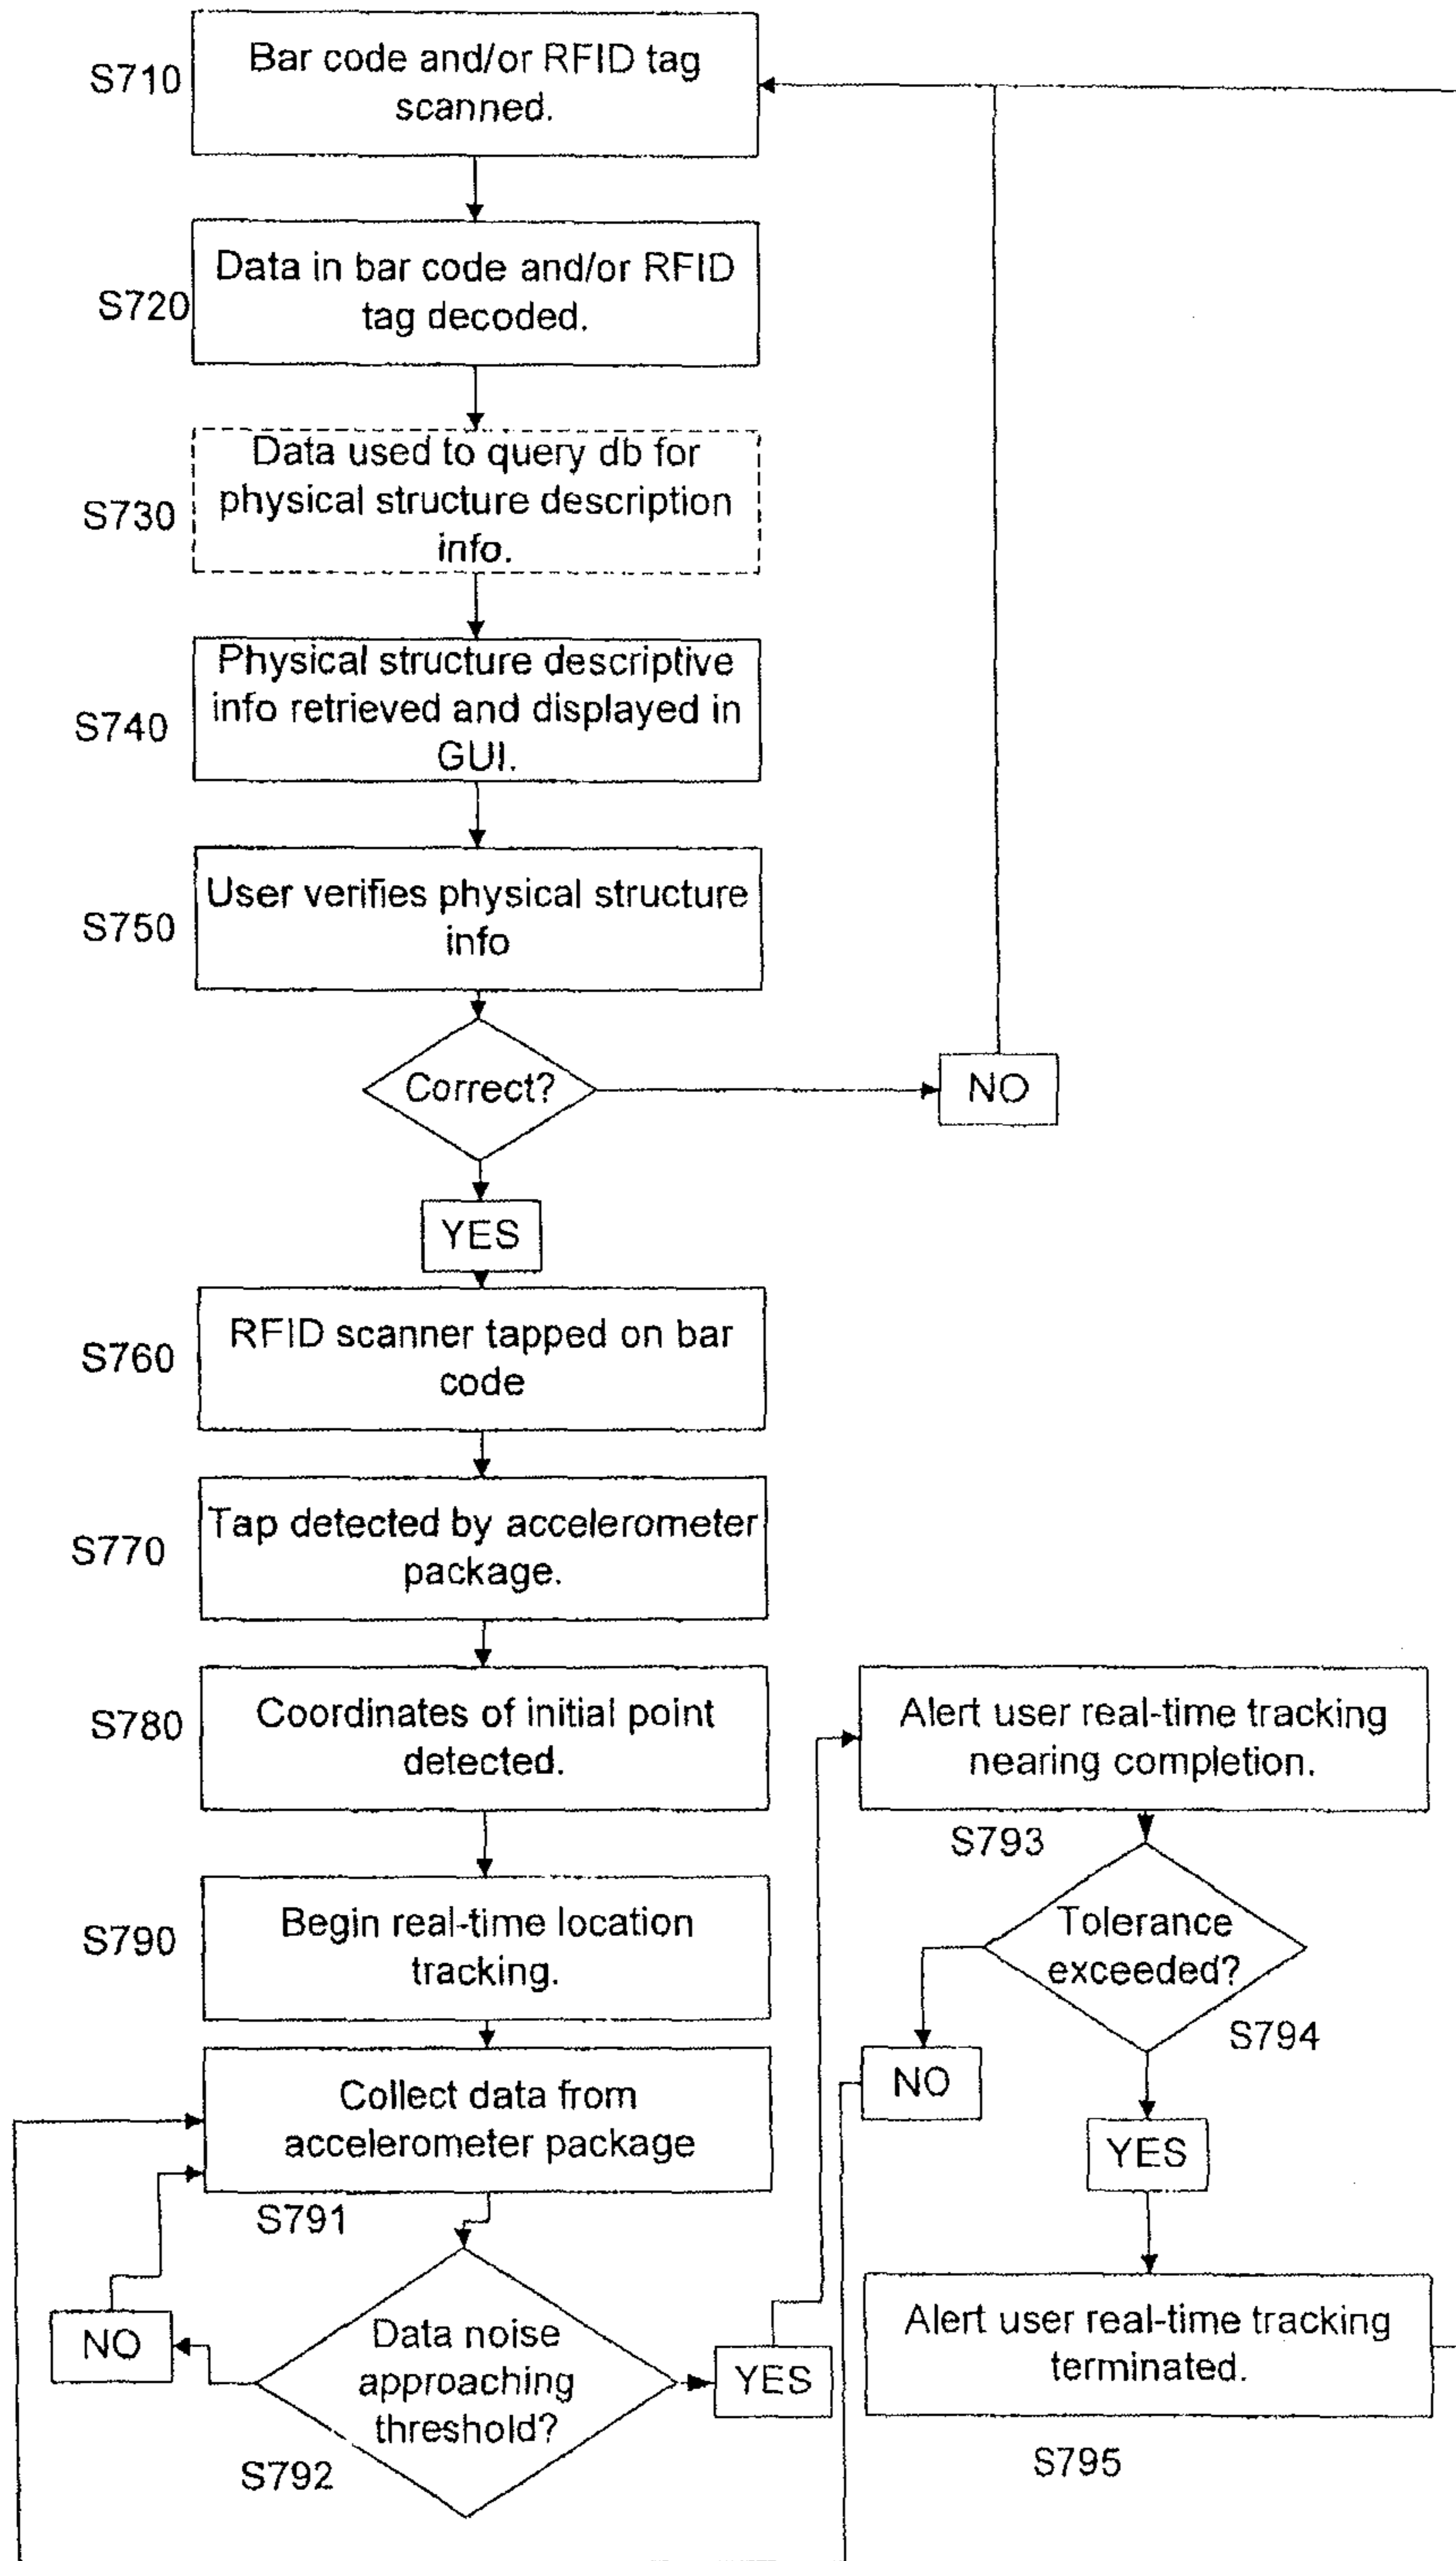 S710
Bar code and/or RFID tag
scanned.
S720
Data in bar code and/or RFID
tag decoded.
S730
Data used to query db for
physical structure description
info.
S740
Physical structure descriptive
info retrieved and displayed in
GUI.
S750
User verifies physical structure
info
Correct?
NO
YES
S760
RFID scanner tapped on bar
code
S770
Tap detected by accelerometer
package.
S780
Coordinates of initial point
detected.
S790
Begin real-time location
tracking.
Collect data from
accelerometer package
S791
Data noise
approaching
threshold?
S792
NO
YES
Alert user real-time tracking
nearing completion.
S793
Tolerance
exceeded?
S794
NO
YES
Alert user real-time tracking
terminated.
S795